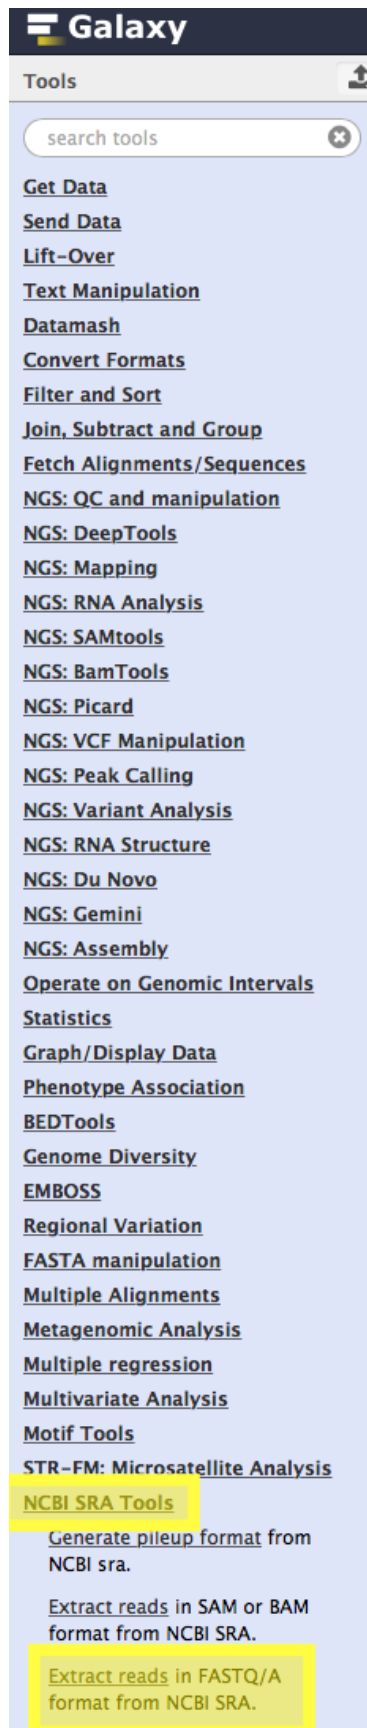 Galaxy
Tools
search tools
Get Data
Send Data
Lift-Over
Text Manipulation
Datamash
Convert Formats
Filter and Sort
Join, Subtract and Group
Fetch Alignments/Sequences
NGS: QC and manipulation
NGS: DeepTools
NGS: Mapping
NGS: RNA Analysis
NGS: SAMtools
NGS: BamTools
NGS: Picard
NGS: VCF Manipulation
NGS: Peak Calling
NGS: Variant Analysis
NGS: RNA Structure
NGS: Du Novo
NGS: Gemini
NGS: Assembly
Operate on Genomic Intervals
Statistics
Graph/Display Data
Phenotype Association
BEDTools
Genome Diversity
EMBOSS
Regional Variation
FASTA manipulation
Multiple Alignments
Metagenomic Analysis
Multiple regression
Multivariate Analysis
Motif Tools
STR-FM: Microsatellite Analysis
NCBI SRA Tools
Generate pileup format from
NCBI sra.
Extract reads in SAM or BAM
format from NCBI SRA.
Extract reads in FASTQ/A
format from NCBI SRA.